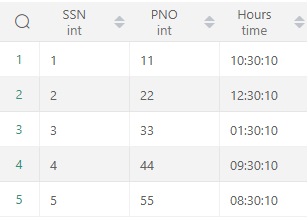 SSN PNO Hours
int int time
1 1 11 10:30:10
2 2 22 12:30:10
3 3 33 01:30:10
4 4 44 09:30:10
5 5 55 08:30:10